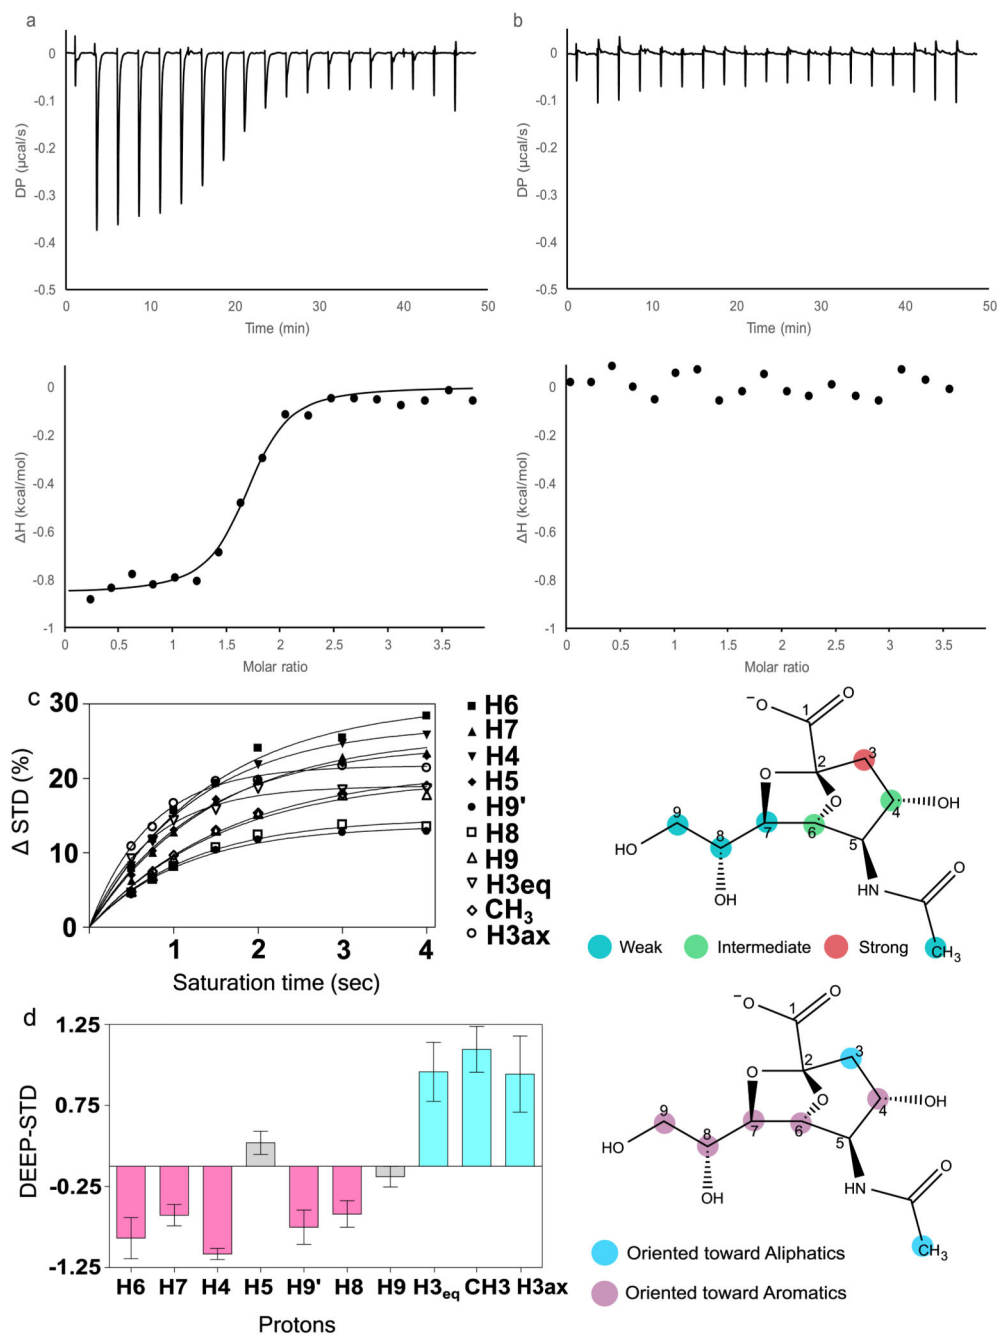 a
0
-0.1
-0.2
-0.3
-0.4
-0.5
DP (µcal/s)
0
10
20
30
40
50
Time (min)
b
0
-0.1
-0.2
-0.3
-0.4
-0.5
DP (µcal/s)
0
10
20
30
40
50
Time (min)
0
-0.2
-0.4
-0.6
-0.8
-1
ΔH (kcal/mol)
0
0.5
1
1.5
2
2.5
3
3.5
Molar ratio
0
-0.2
-0.4
-0.6
-0.8
-1
ΔH (kcal/mol)
0
0.5
1
1.5
2
2.5
3
3.5
Molar ratio
c
30
20
10
0
Δ STD (%)
1
2
3
4
Saturation time (sec)
H6
H7
H4
H5
H9'
H8
H9
H3eq
CH₃
H3ax
⁻O
O
1
2
3
O
O
4
OH
9
8
7
6
5
HO
OH
HN
O
CH₃
Weak
Intermediate
Strong
d
1.25
0.75
-0.25
-1.25
DEEP-STD
H6
H7
H4
H5
H9'
H8
H9
H3eq
CH3
H3ax
Protons
⁻O
O
1
2
3
O
O
4
OH
9
8
7
6
5
HO
OH
HN
O
CH₃
Oriented toward Aliphatics
Oriented toward Aromatics